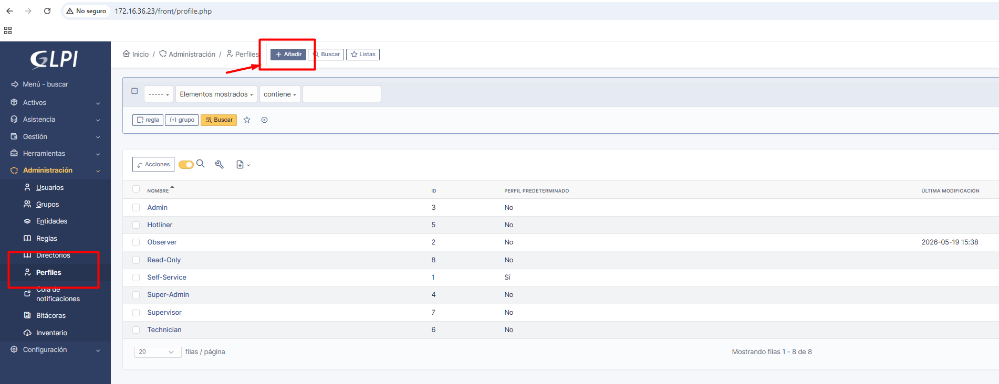 No seguro 172.16.36.23/front/profile.php
GLPI
Inicio / Administración / Perfiles + Añadir Buscar Listas
Menú - buscar
Activos
Asistencia
Gestión
Herramientas
Administración
Usuarios
Grupos
Entidades
Reglas
Directorios
Perfiles
Cola de
notificaciones
Bitácoras
Inventario
Configuración
----- Elementos mostrados contiene
regla {+} grupo Buscar
Acciones
NOMBRE ID PERFIL PREDETERMINADO ÚLTIMA MODIFICACIÓN
Admin 3 No
Hotliner 5 No
Observer 2 No 2026-05-19 15:38
Read-Only 8 No
Self-Service 1 Sí
Super-Admin 4 No
Supervisor 7 No
Technician 6 No
20 filas / página Mostrando filas 1 - 8 de 8